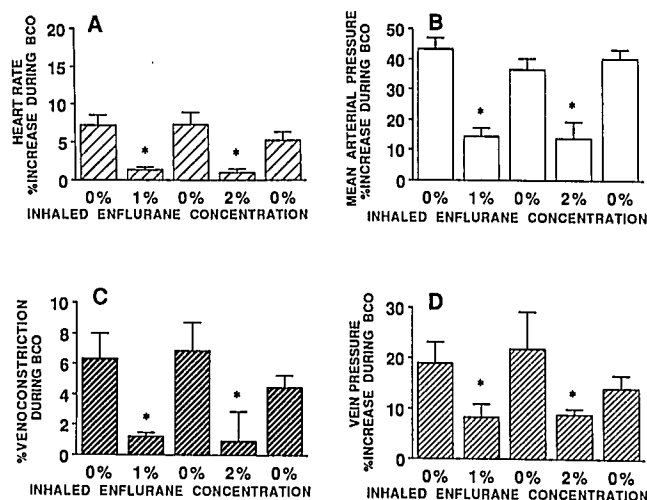 A
HEART RATE
%INCREASE DURING BCO
20
15
10
5
0
*
*
0% 1% 0% 2% 0%
INHALED ENFLURANE CONCENTRATION
B
MEAN ARTERIAL PRESSURE
%INCREASE DURING BCO
50
40
30
20
10
0
*
*
0% 1% 0% 2% 0%
INHALED ENFLURANE CONCENTRATION
C
%VENOCONSTRICTION
DURING BCO
10
8
6
4
2
0
*
*
0% 1% 0% 2% 0%
INHALED ENFLURANE CONCENTRATION
D
VEIN PRESSURE
%INCREASE DURING BCO
30
20
10
0
*
*
0% 1% 0% 2% 0%
INHALED ENFLURANE CONCENTRATION